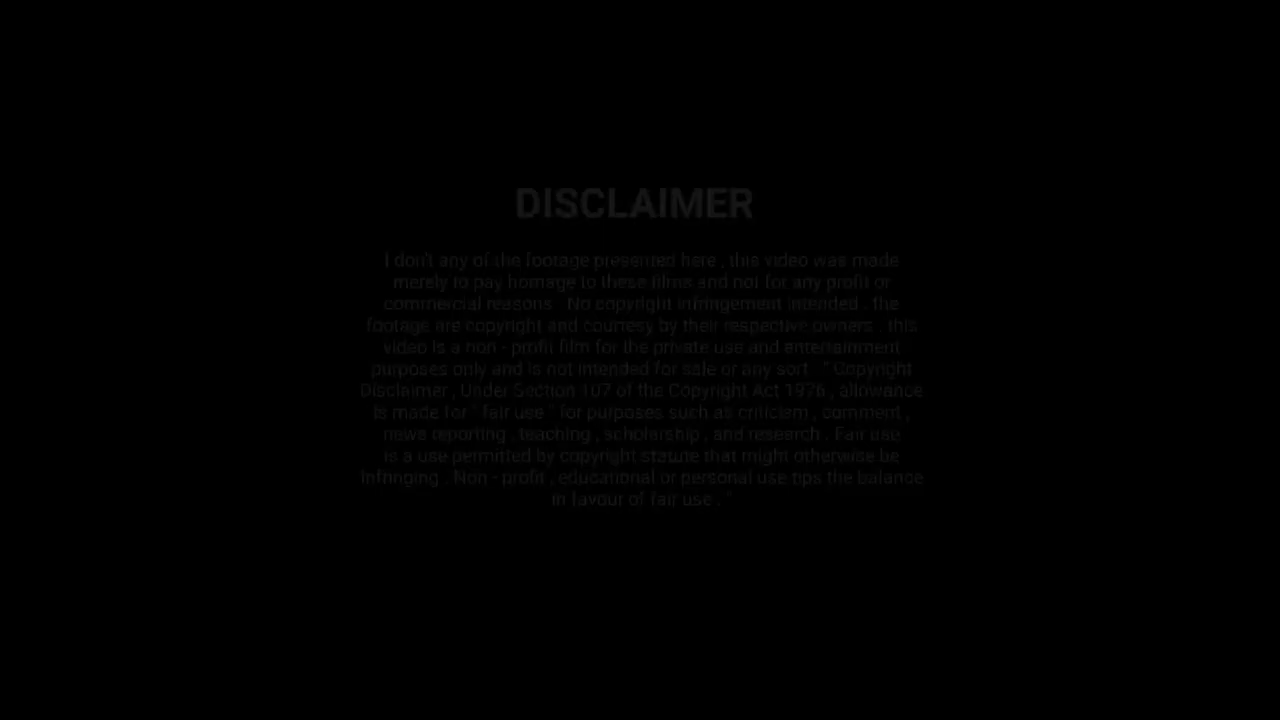 DISCLAIMER
I don't any of the footage presented here , this video was made
merely to pay homage to these films and not for any profit or
commercial reasons . No copyright infringement intended . the
footage are copyright and courtesy by their respective owners , this
video is a non - profit film for the private use and entertainment
purposes only and is not intended for sale or any sort . " Copyright
Disclaimer , Under Section 107 of the Copyright Act 1976 , allowance
is made for " fair use " for purposes such as criticism , comment ,
news reporting , teaching , scholarship , and research . Fair use
is a use permitted by copyright statute that might otherwise be
infringing . Non - profit , educational or personal use tips the balance
in favour of fair use . "